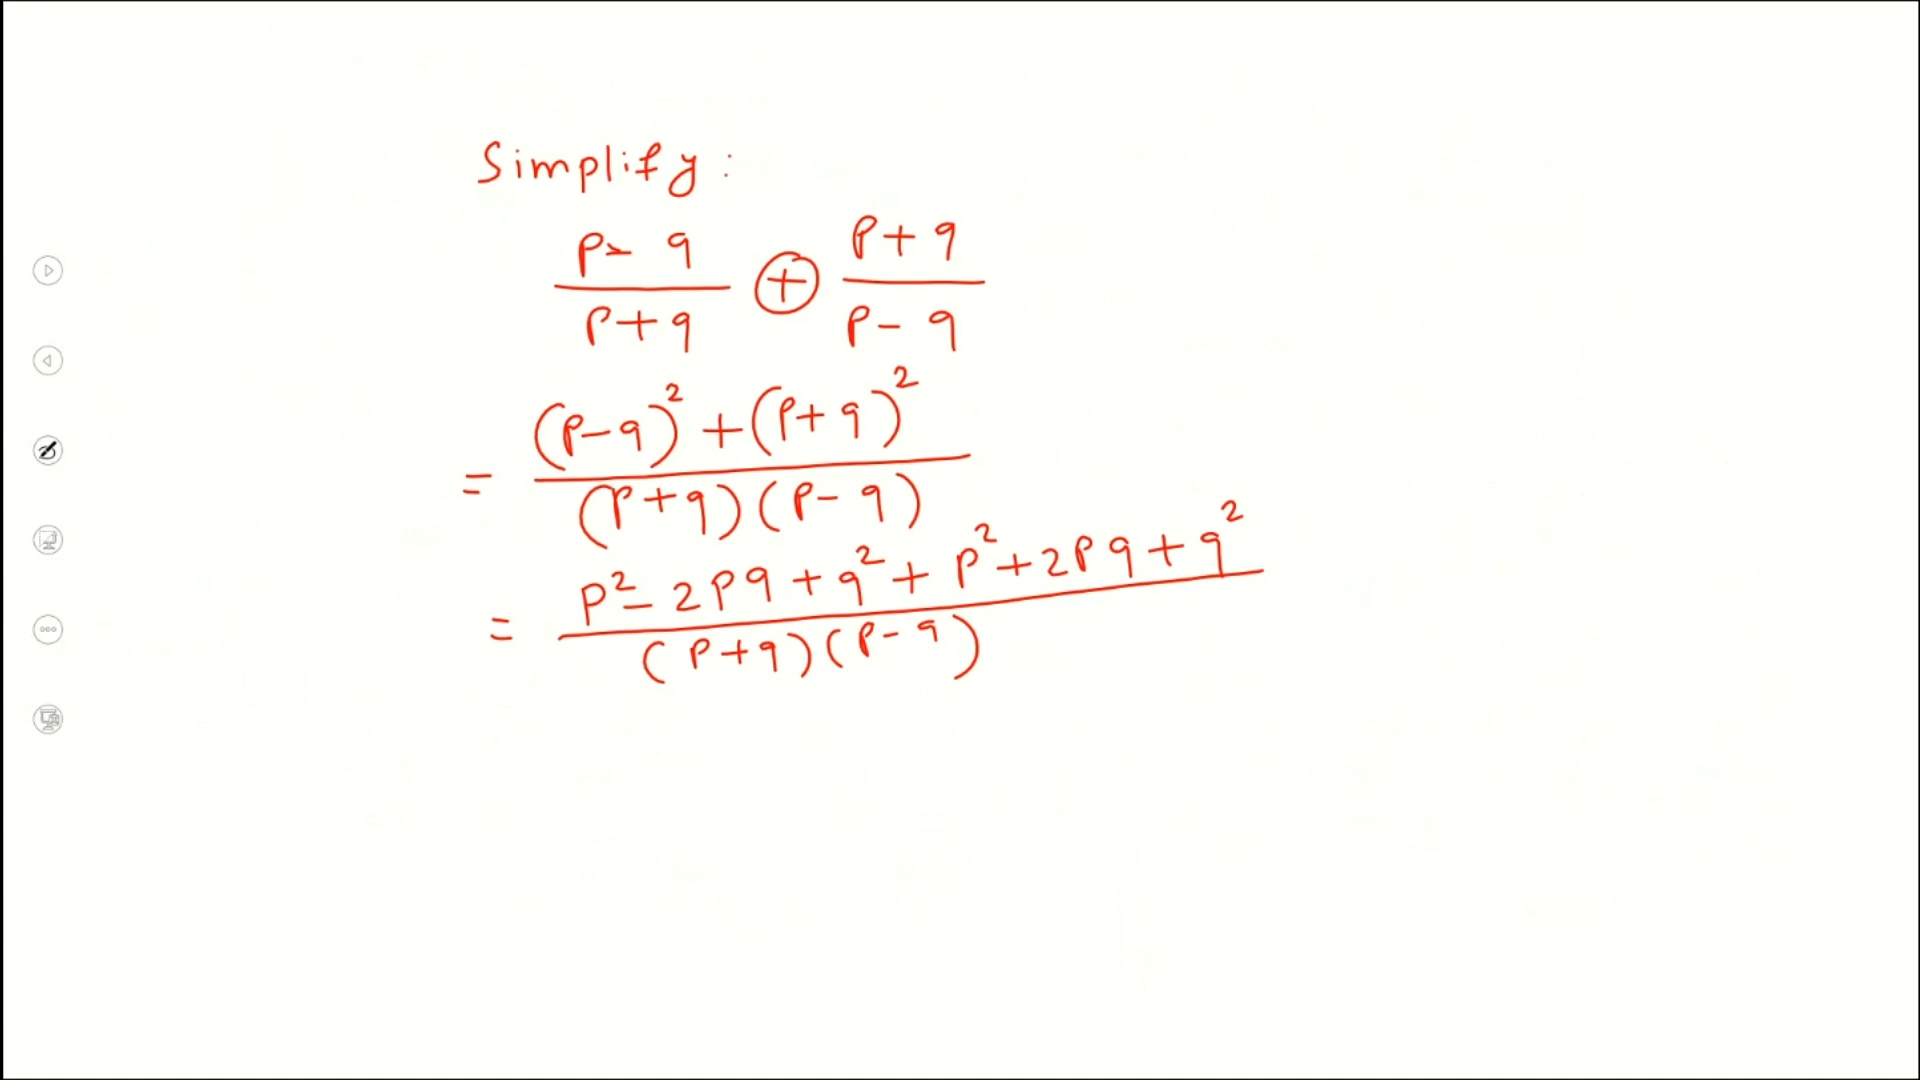 Simplify:
p-q/p+q ⊕ p+q/p-q
= (p-q)²+(p+q)²/(p+q)(p-q)
= p²-2pq+q²+p²+2pq+q²/(p+q)(p-q)